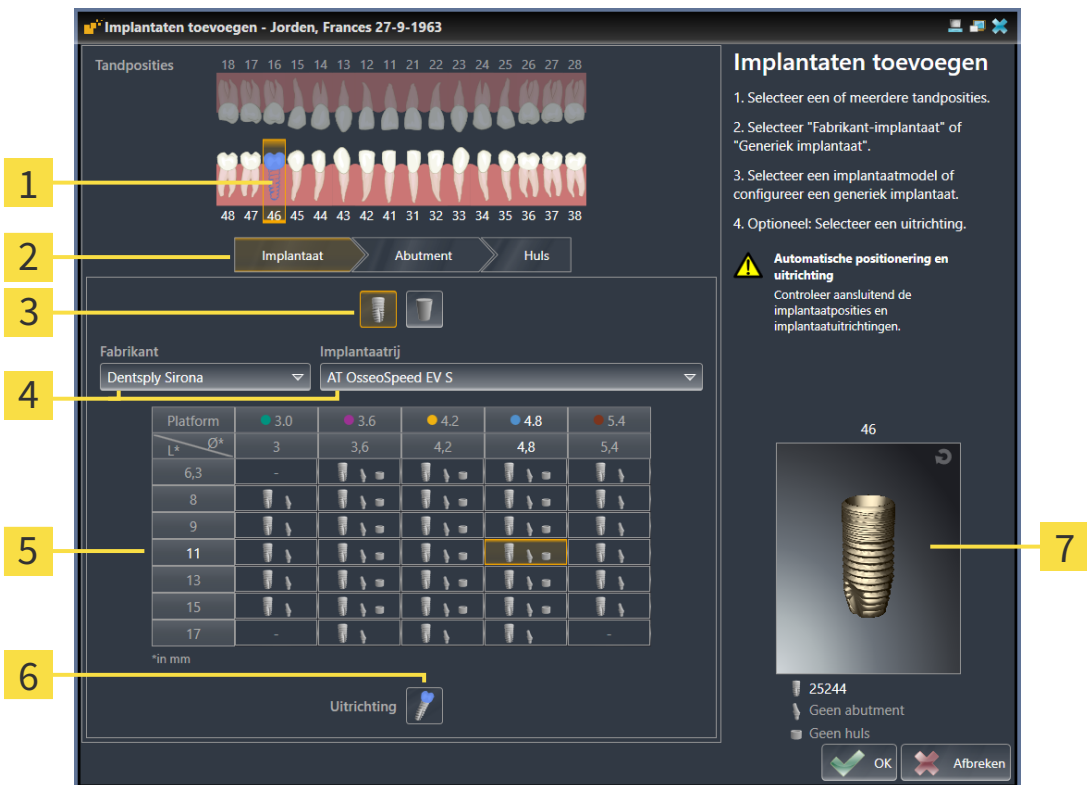 Implantaten toevoegen - Jorden, Frances 27-9-1963
Tandposities
18 17 16 15 14 13 12 11 21 22 23 24 25 26 27 28
48 47 46 45 44 43 42 41 31 32 33 34 35 36 37 38
1
2
Implantaat Abutment Huls
3
Fabrikant Implantaatrij
Dentsply Sirona AT OsseoSpeed EV S
4
Platform 3.0 3.6 4.2 4.8 5.4
L* Ø* 3 3,6 4,2 4,8 5,4
6,3 -
8
9
5
11
13
15
17 - -
*in mm
6
Uitrichting
Implantaten toevoegen
1. Selecteer een of meerdere tandposities.
2. Selecteer "Fabrikant-implantaat" of
"Generiek implantaat".
3. Selecteer een implantaatmodel of
configureer een generiek implantaat.
4. Optioneel: Selecteer een uitrichting.
Automatische positionering en
uitrichting
Controleer aansluitend de
implantaatposities en
implantaatuitrichtingen.
46
7
25244
Geen abutment
Geen huls
OK Afbreken